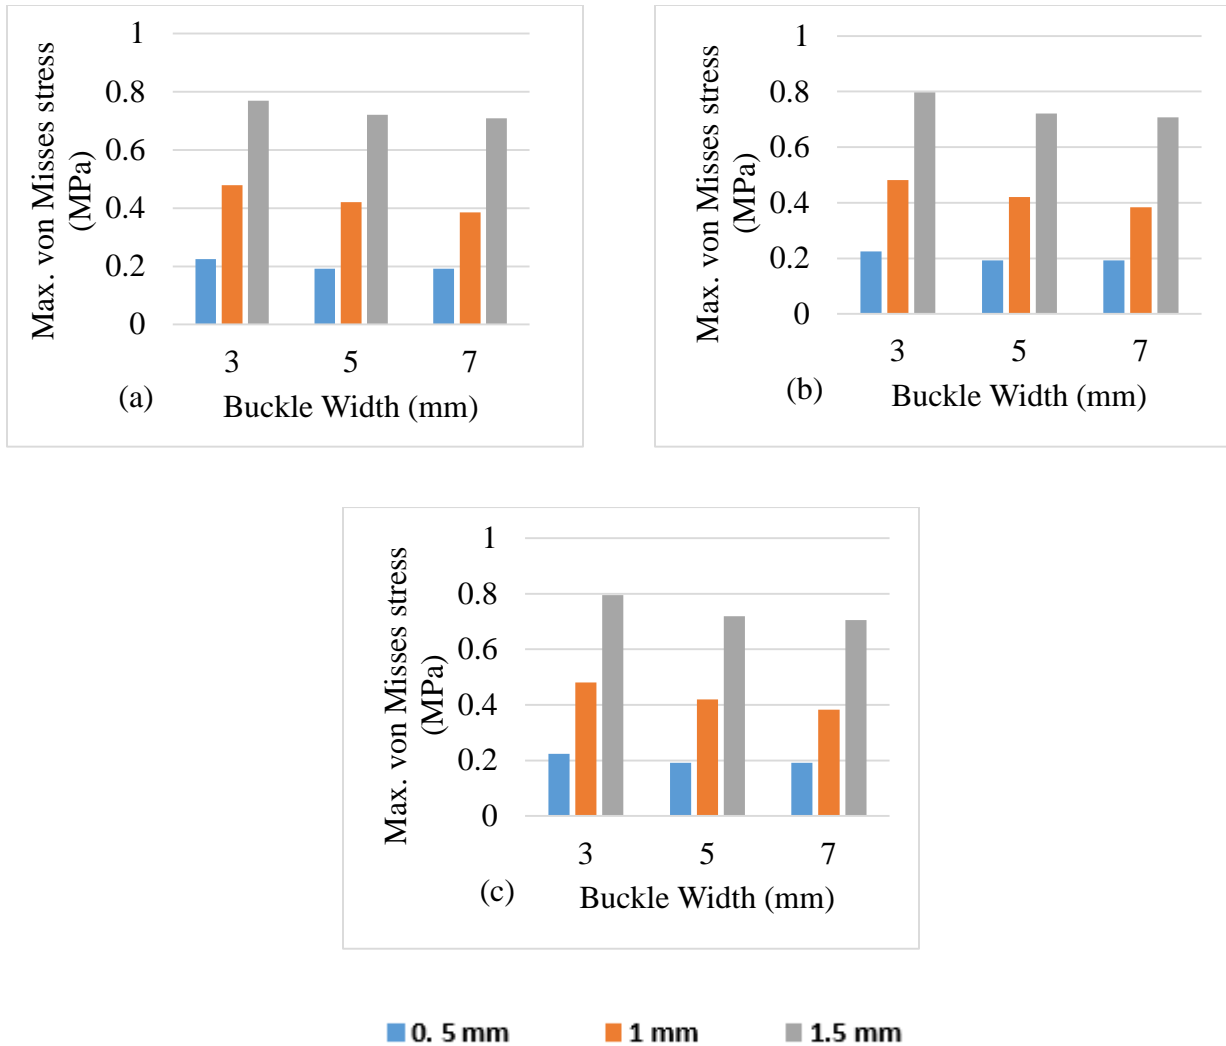 Max. von Misses stress
(MPa)
1
0.8
0.6
0.4
0.2
0
3 5 7
(a)
Buckle Width (mm)
Max. von Misses stress
(MPa)
1
0.8
0.6
0.4
0.2
0
3 5 7
(b)
Buckle Width (mm)
Max. von Misses stress
(MPa)
1
0.8
0.6
0.4
0.2
0
3 5 7
(c)
Buckle Width (mm)
0. 5 mm 1 mm 1.5 mm